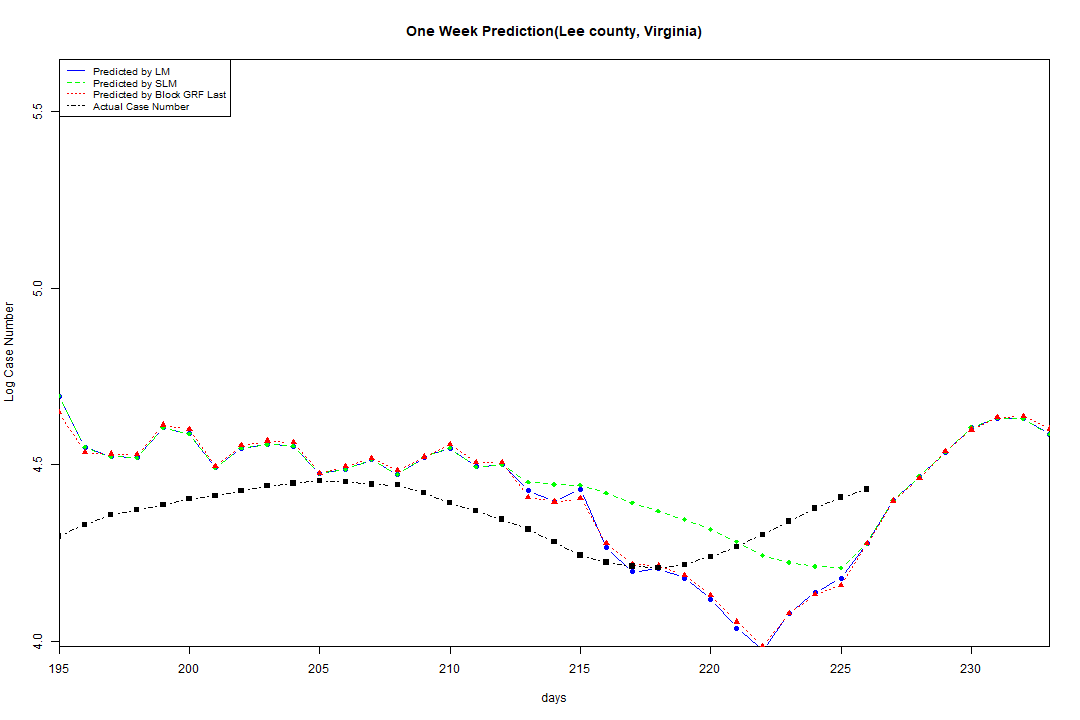 One Week Prediction(Lee county, Virginia)
Predicted by LM
Predicted by SLM
Predicted by Block GRF Last
Actual Case Number
5.5
5.0
4.5
4.0
Log Case Number
195 200 205 210 215 220 225 230
days